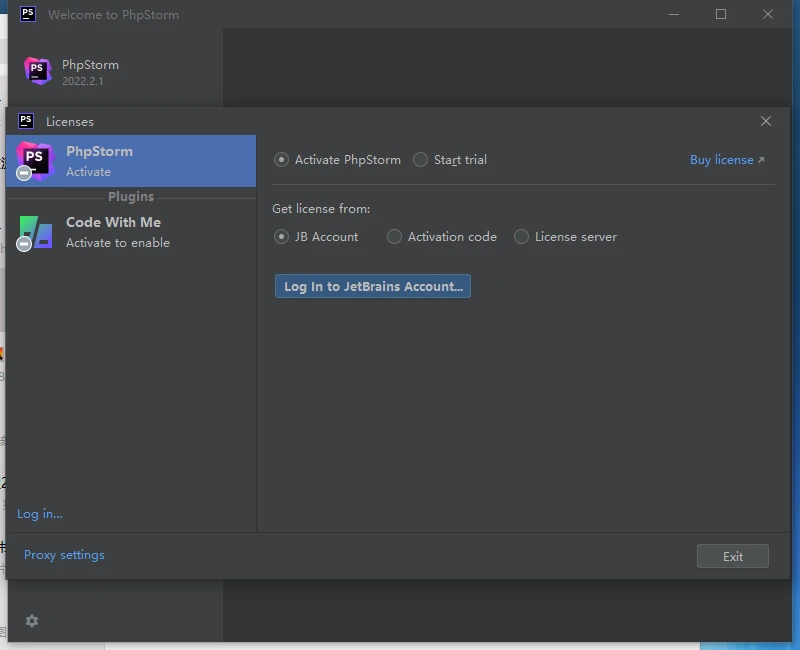 PS Welcome to PhpStorm
PS PhpStorm
2022.2.1
PS Licenses
PS PhpStorm
Activate
Plugins
Code With Me
Activate to enable
Activate PhpStorm Start trial Buy license
Get license from:
JB Account Activation code License server
Log In to JetBrains Account...
Log in...
Proxy settings
Exit